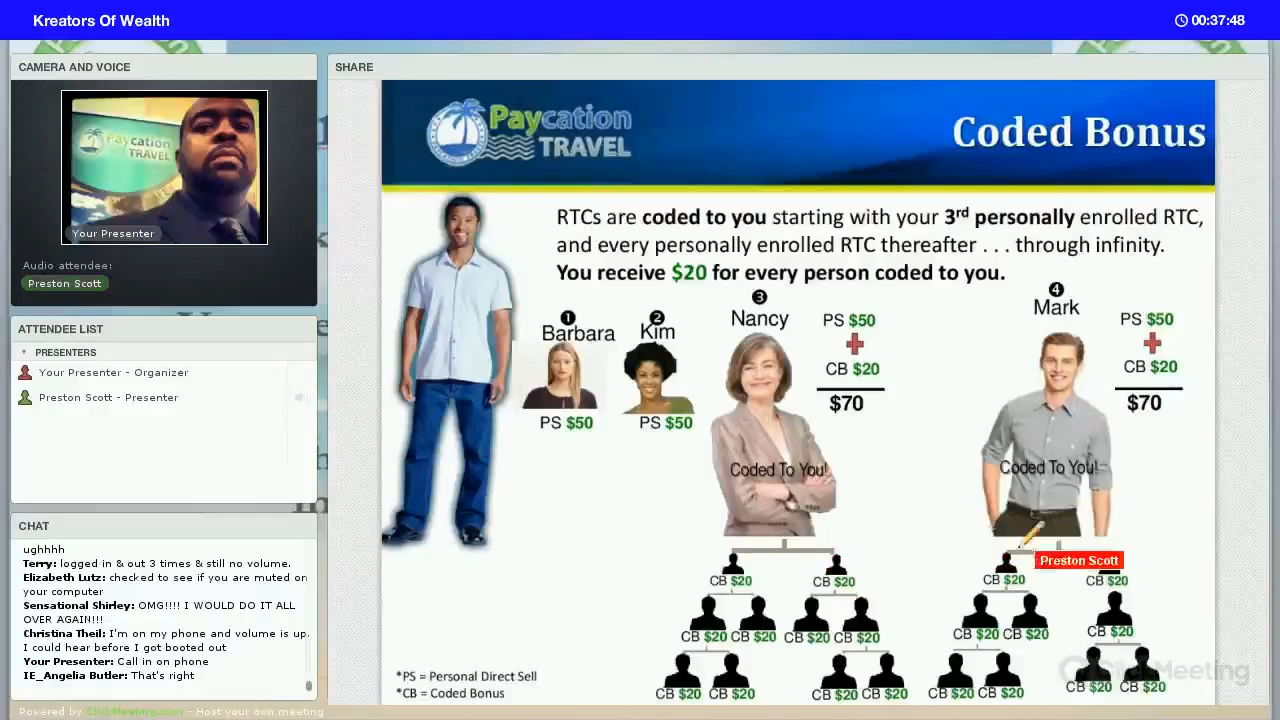 Kreators Of Wealth
00:37:48
CAMERA AND VOICE
Paycation
TRAVEL
Your Presenter
Audio attendee:
Preston Scott
ATTENDEE LIST
PRESENTERS
Your Presenter - Organizer
Preston Scott - Presenter
CHAT
ughhhh
Terry: logged in & out 3 times & still no volume.
Elizabeth Lutz: checked to see if you are muted on
your computer
Sensational Shirley: OMG!!!! I WOULD DO IT ALL
OVER AGAIN!!!
Christina Theil: I'm on my phone and volume is up.
I could hear before I got booted out
Your Presenter: Call in on phone
IE_Angelia Butler: That's right
Powered by ClickMeeting.com - Host your own meeting
SHARE
Paycation
TRAVEL
Coded Bonus
RTCs are coded to you starting with your 3rd personally enrolled RTC,
and every personally enrolled RTC thereafter . . . through infinity.
You receive $20 for every person coded to you.
1 2 3 4
Barbara Kim Nancy Mark
PS $50 PS $50
PS $50
CB $20
$70
PS $50
CB $20
$70
Coded To You! Coded To You!
Preston Scott
CB $20 CB $20 CB $20 CB $20
CB $20 CB $20 CB $20 CB $20 CB $20 CB $20 CB $20
CB $20 CB $20 CB $20 CB $20 CB $20 CB $20 CB $20 CB $20
*PS = Personal Direct Sell
*CB = Coded Bonus
ClickMeeting